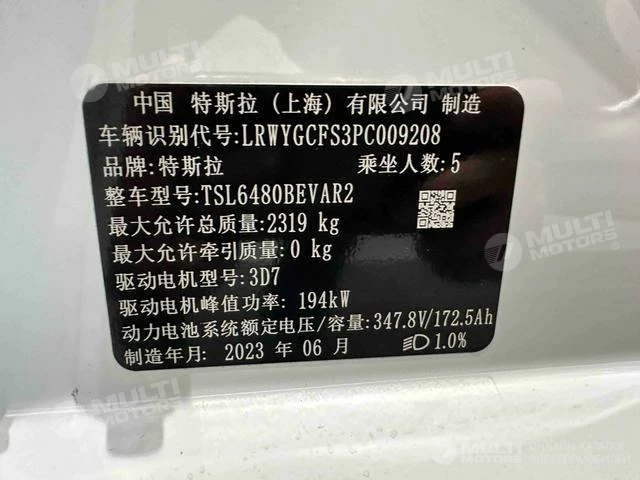 中国 特斯拉 (上海) 有限公司 制造
车辆识别代号:LRWYGCFS3PC009208
品牌:特斯拉 乘坐人数:5
整车型号:TSL6480BEVAR2
最大允许总质量:2319 kg
最大允许牵引质量:0 kg
驱动电机型号:3D7
驱动电机峰值功率: 194kW
动力电池系统额定电压/容量:347.8V/172.5Ah
制造年月: 2023 年 06 月 1.0%
MULTI MOTORS®
MULTI MOTORS®
MULTI MOTORS®
MULTI MOTORS
ОНЛАЙН-КАТАЛОГ
ЭЛЕКТРОМОБИЛЕЙ